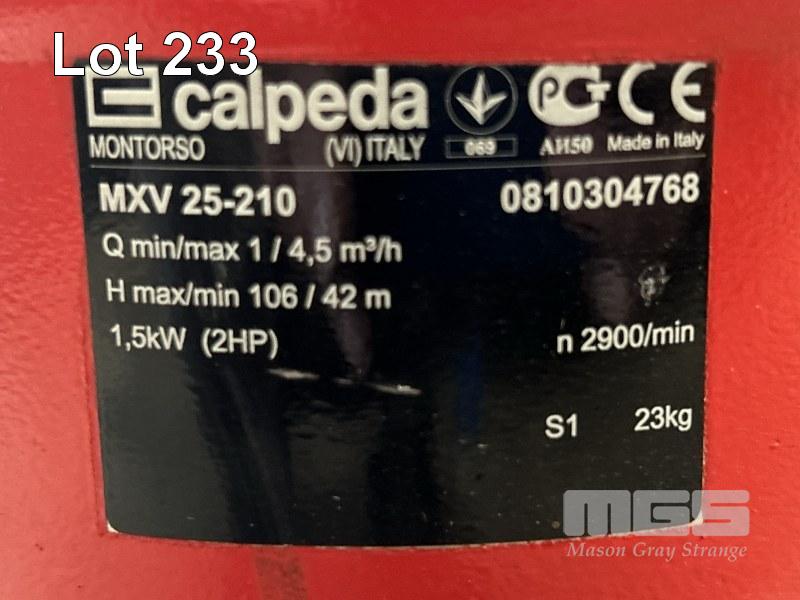 Lot 233
calpeda
MONTORSO (VI) ITALY 069 АИ50 Made in Italy
MXV 25-210 0810304768
Q min/max 1 / 4,5 m³/h
H max/min 106 / 42 m
1,5kW (2HP) n 2900/min
S1 23kg
MGS
Mason Gray Strange